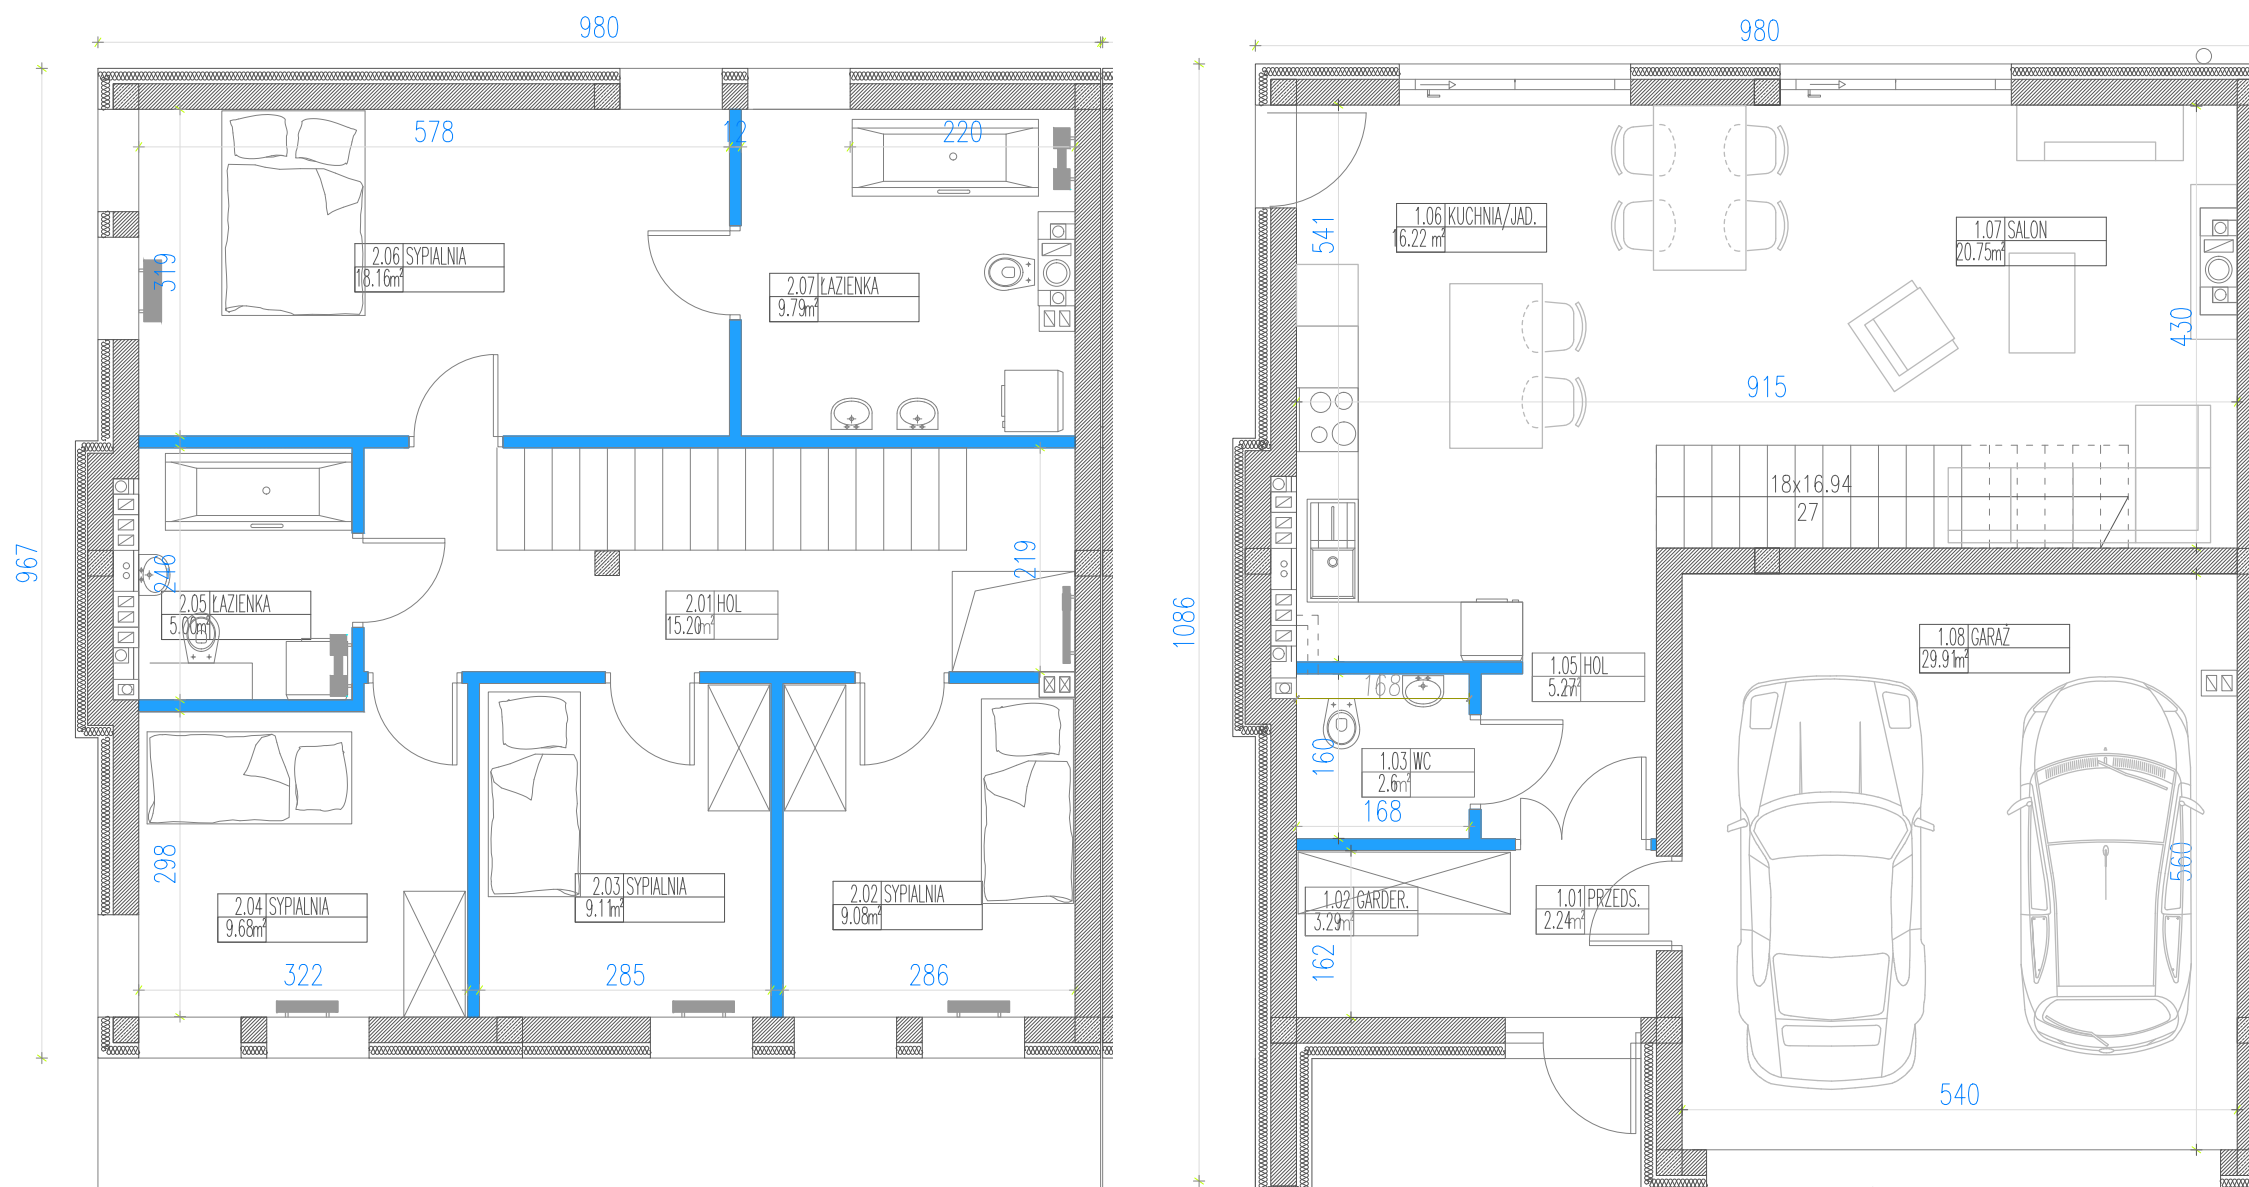 980
967
578
12
220
319
2.06 SYPIALNIA
18.16m²
2.07 ŁAZIENKA
9.79m²
246
219
2.05 ŁAZIENKA
5.00m²
2.01 HOL
15.20m²
298
2.04 SYPIALNIA
9.68m²
2.03 SYPIALNIA
9.11m²
2.02 SYPIALNIA
9.08m²
322
285
286
980
1086
541
1.06 KUCHNIA/JAD.
16.22 m²
1.07 SALON
20.75m²
430
915
18x16.94
27
1.08 GARAŻ
29.91m²
1.05 HOL
5.27m²
168
160
1.03 WC
2.6m²
168
1.02 GARDER.
3.29m²
1.01 PRZEDS.
2.24m²
162
560
540